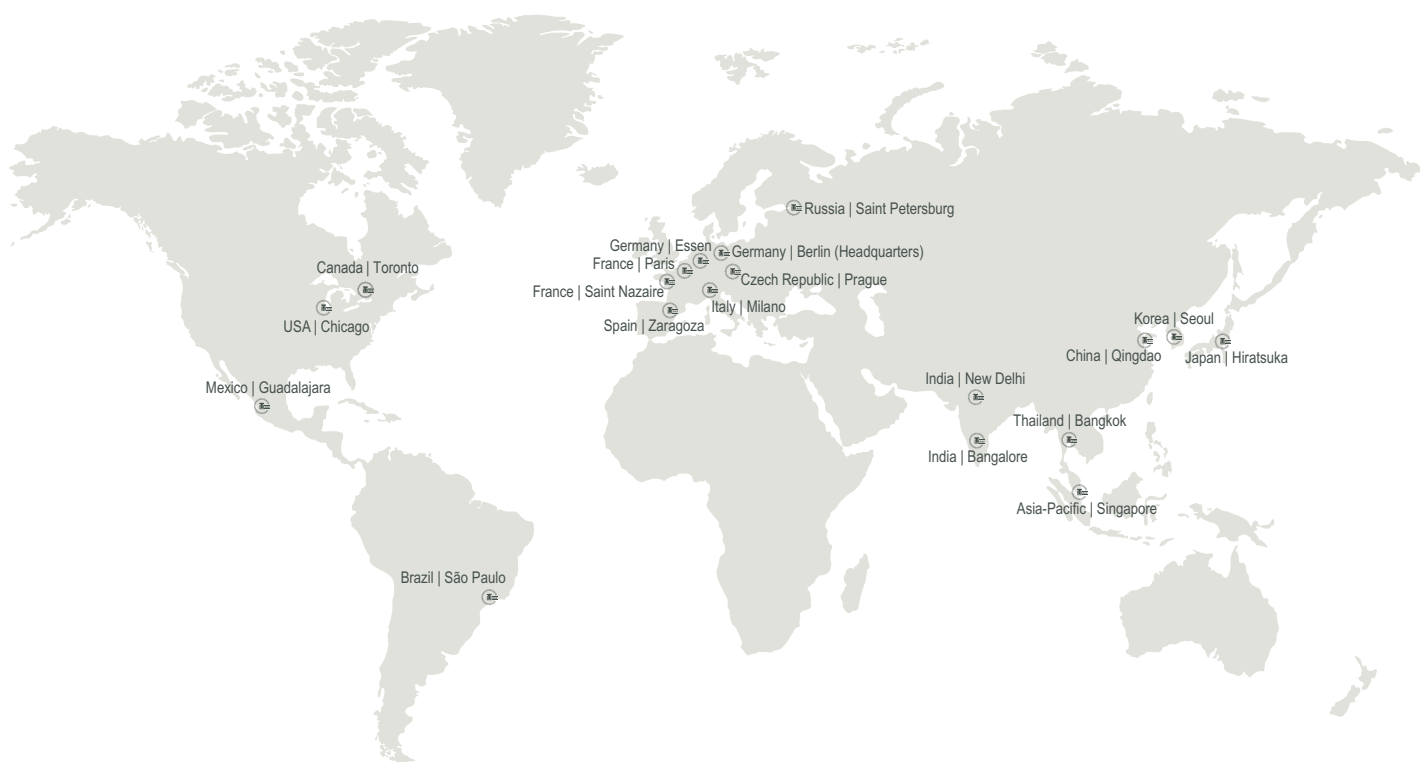 Russia | Saint Petersburg
Germany | Essen
Germany | Berlin (Headquarters)
France | Paris
Czech Republic | Prague
France | Saint Nazaire
Italy | Milano
Spain | Zaragoza
Canada | Toronto
USA | Chicago
Mexico | Guadalajara
Korea | Seoul
China | Qingdao
Japan | Hiratsuka
India | New Delhi
Thailand | Bangkok
India | Bangalore
Asia-Pacific | Singapore
Brazil | São Paulo